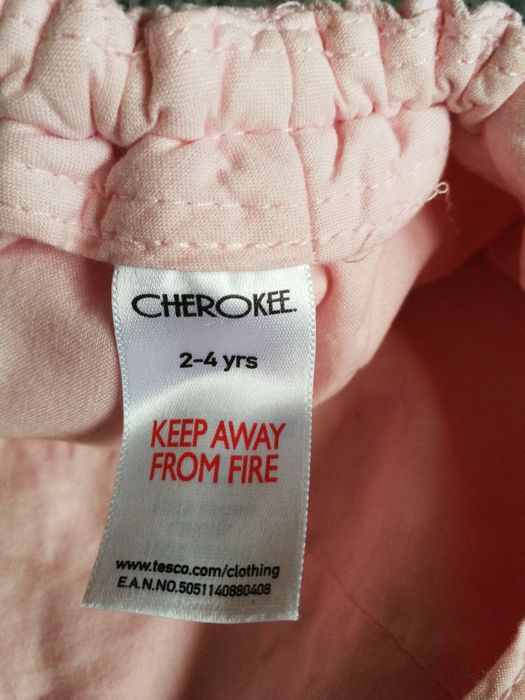 CHEROKEE.
2-4 yrs
KEEP AWAY
FROM FIRE
www.tesco.com/clothing
E.A.N.NO.5051140880408